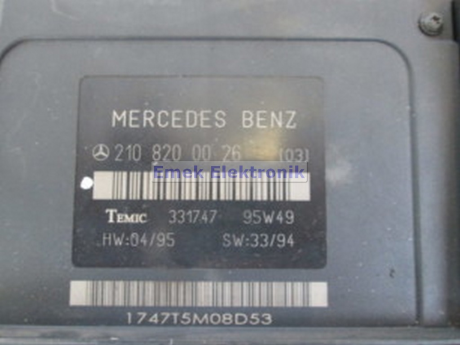 MERCEDES BENZ
210 820 00 26 (03)
Emek Elektronik
TEMIC 331747 95W49
HW:04/95 SW:33/94
1747T5M08D53